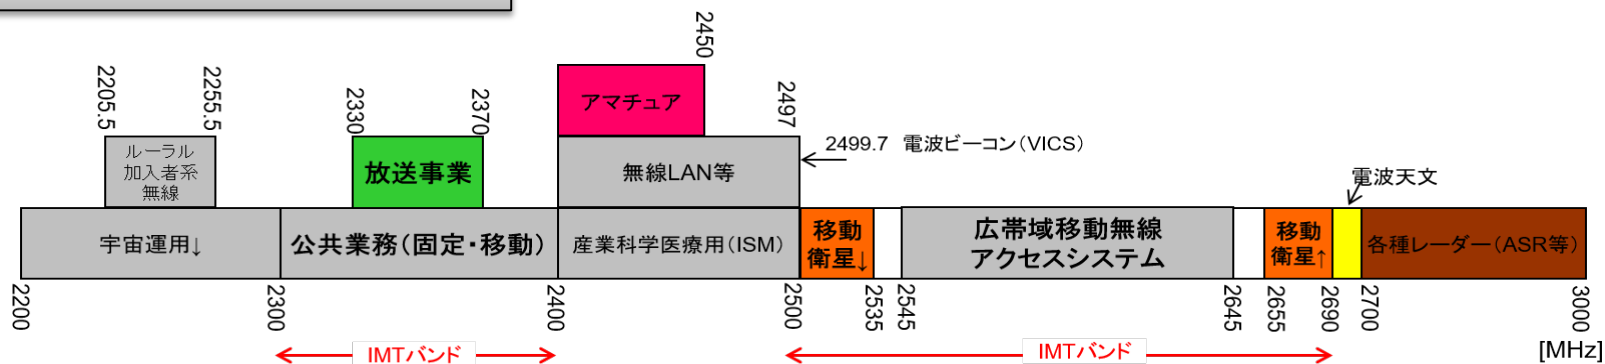 2450
2205.5
2255.5
2330
2370
2497
アマチュア
ルーラル
加入者系
無線
放送事業
無線LAN等
2499.7 電波ビーコン(VICS)
電波天文
宇宙運用↓
公共業務(固定・移動)
産業科学医療用(ISM)
移動
衛星↓
広帯域移動無線
アクセスシステム
移動
衛星↑
各種レーダー(ASR等)
2200
2300
2400
2500
2535
2545
2645
2655
2690
2700
3000
IMTバンド
IMTバンド
[MHz]